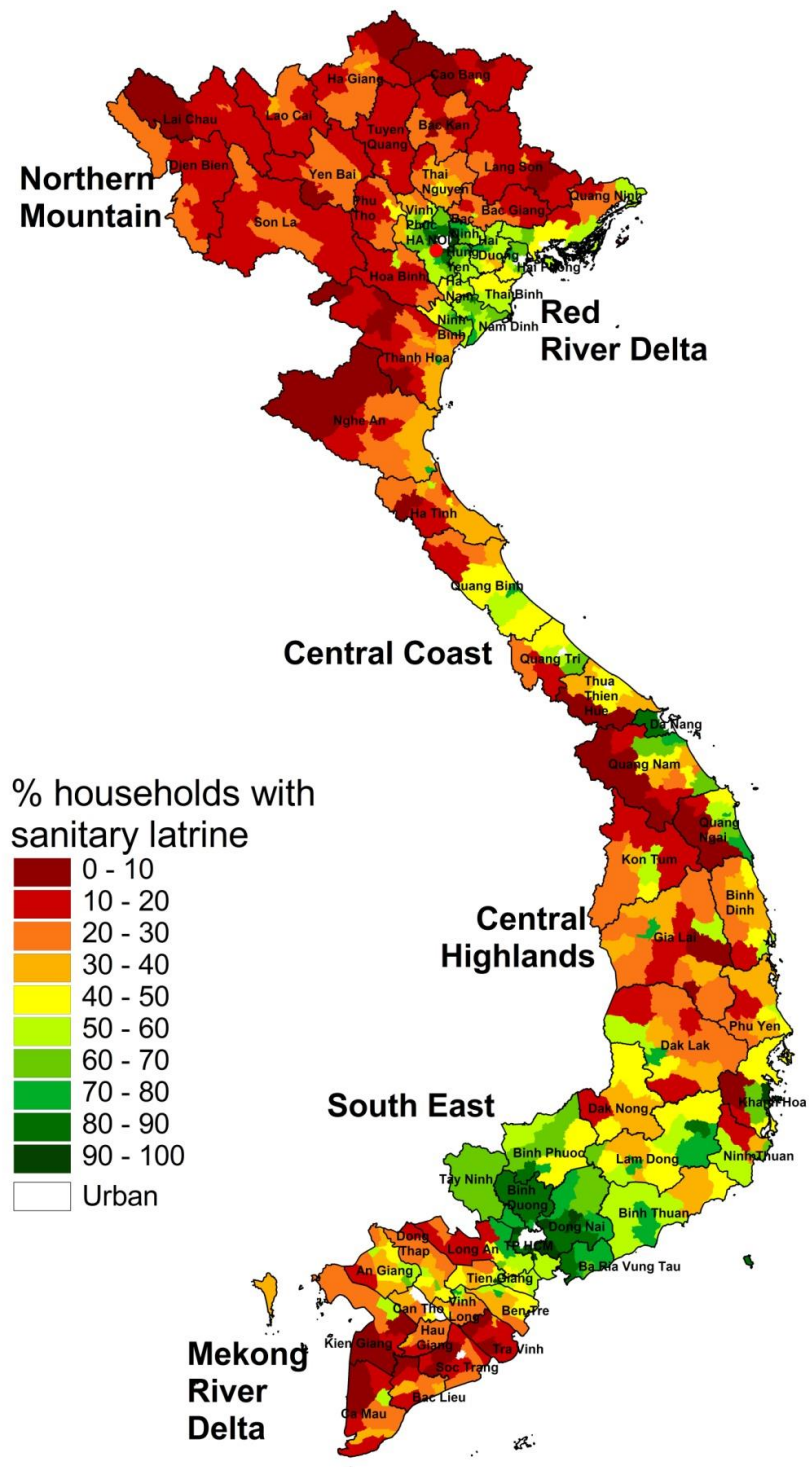 Ha Giang
Cao Bang
Lai Chau
Lao Cai
Bac Kan
Tuyen
Quang
Dien Bien
Yen Bai
Thai
Nguyen
Lang Son
Northern
Mountain
Phu
Tho
Vinh
Phuc
Bac
Ninh
Bac Giang
Quang Ninh
Son La
HA NOI
Hai
Duong
Hung
Yen
Hai Phong
Hoa Binh
Ha
Nam
ThaiBinh
Red
River Delta
Ninh
Binh
Nam Dinh
Thanh Hoa
Nghe An
Ha Tinh
Quang Binh
Central Coast
Quang Tri
Thua
Thien
Hue
Da Nang
Quang Nam
% households with
sanitary latrine
0 - 10
10 - 20
20 - 30
30 - 40
40 - 50
50 - 60
60 - 70
70 - 80
80 - 90
90 - 100
Urban
Quang
Ngai
Kon Tum
Binh
Dinh
Central
Highlands
Gia Lai
Phu Yen
Dak Lak
South East
Dak Nong
Khanh Hoa
Binh Phuoc
Lam Dong
Ninh Thuan
Tay Ninh
Binh
Duong
Binh Thuan
Dong Nai
TP HCM
Ba Ria Vung Tau
Dong
Thap
Long An
An Giang
Tien Giang
Can Tho
Vinh
Long
Ben Tre
Kien Giang
Hau
Giang
Tra Vinh
Soc Trang
Mekong
River
Delta
Bac Lieu
Ca Mau